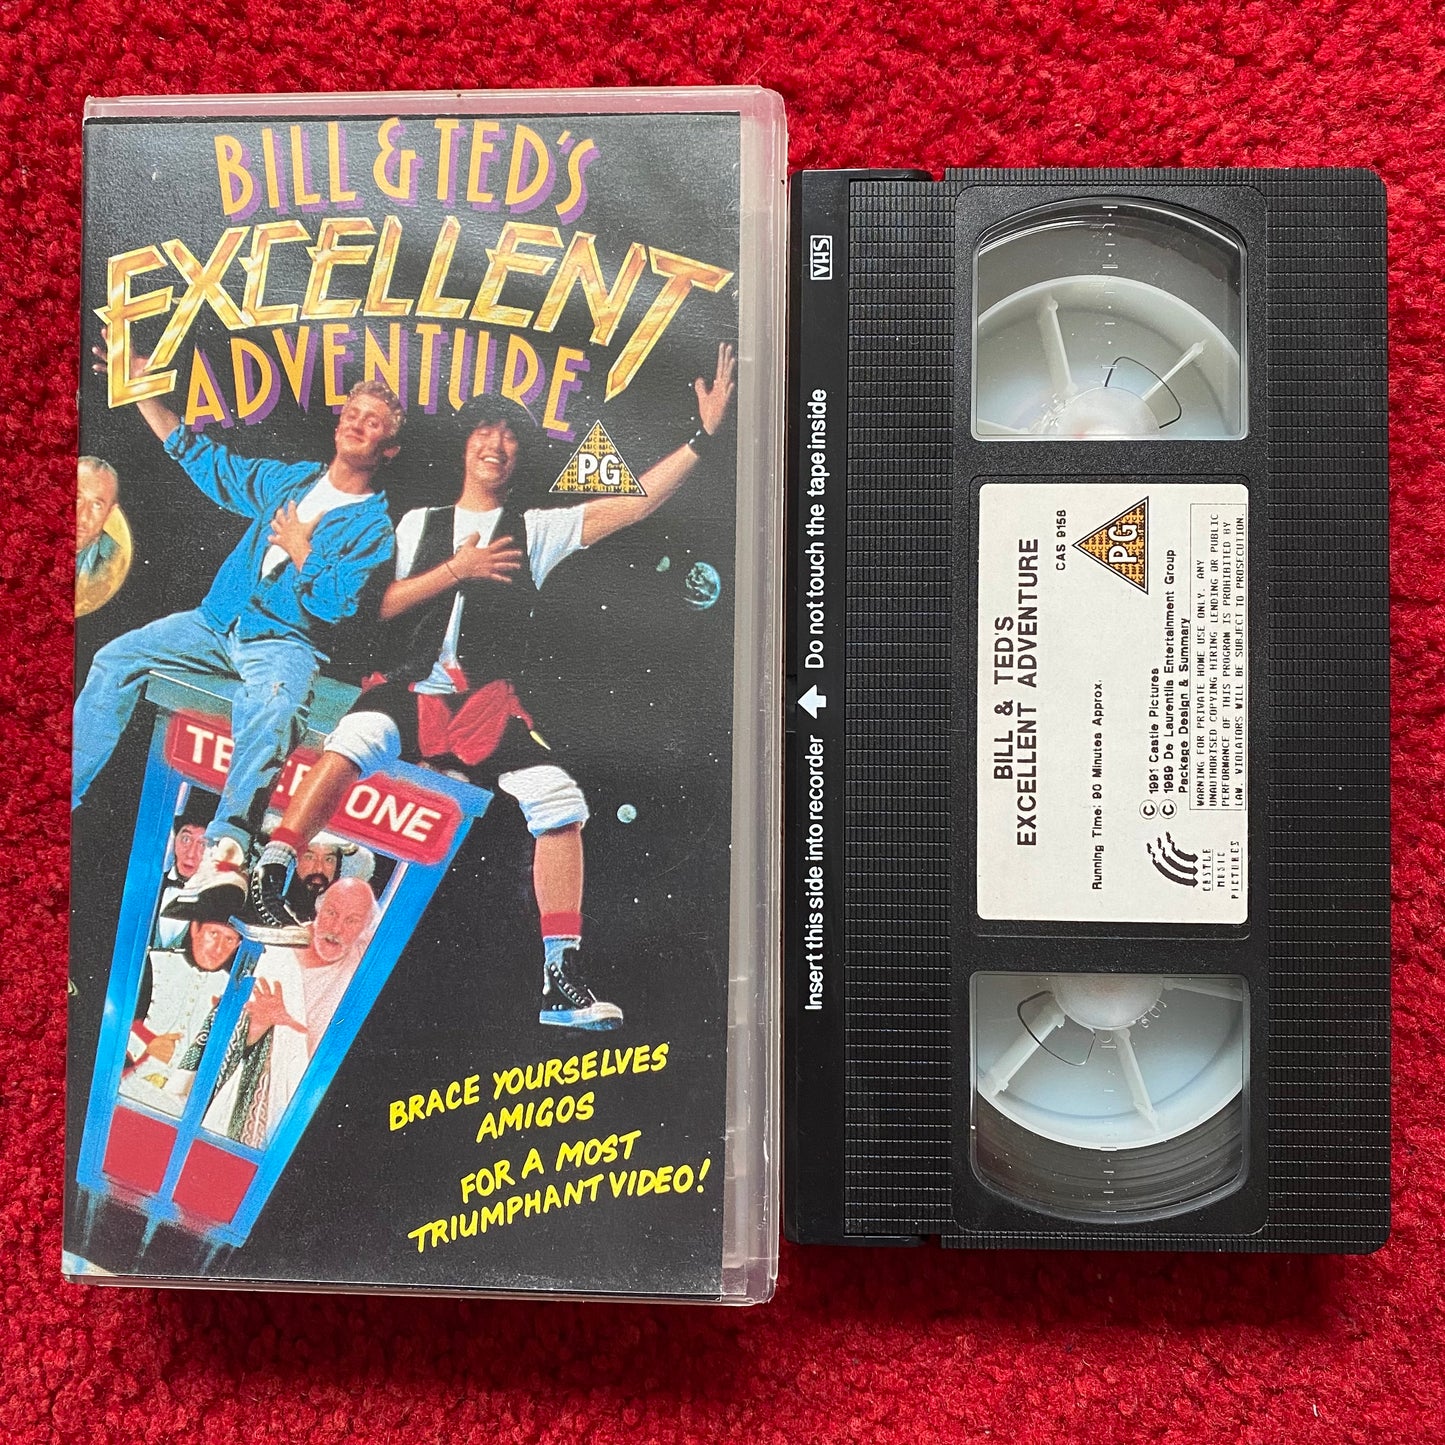 BILL & TED'S
EXCELLENT
ADVENTURE
PG
ONE
BRACE YOURSELVES
AMIGOS
FOR A MOST
TRIUMPHANT VIDEO!
VHS
Insert this side into recorder Do not touch the tape inside
BILL & TED'S
EXCELLENT ADVENTURE
CAS 9158
PG
Running Time: 90 Minutes Approx.
© 1991 Castle Pictures
© 1989 De Laurentiis Entertainment Group
Package Design & Summary
WARNING FOR PRIVATE HOME USE ONLY. ANY
UNAUTHORISED COPYING HIRING LENDING OR PUBLIC
PERFORMANCE OF THIS PROGRAM IS PROHIBITED BY
LAW. VIOLATORS WILL BE SUBJECT TO PROSECUTION.
CASTLE
MUSIC
PICTURES